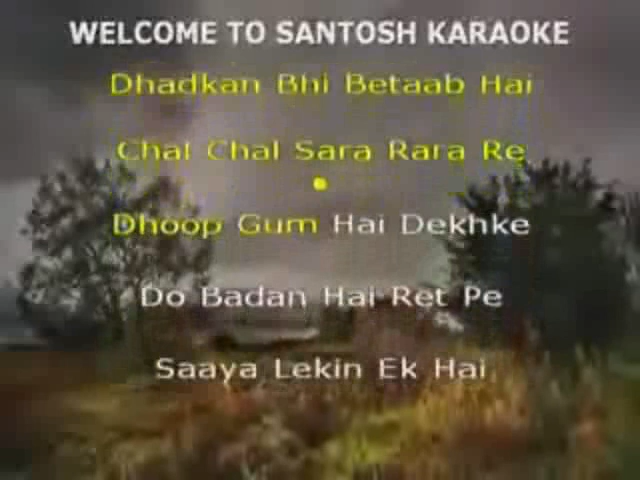 WELCOME TO SANTOSH KARAOKE
Dhadkan Bhi Betaab Hai
Chal Chal Sara Rara Re
Dhoop Gum Hai Dekhke
Do Badan Hai Ret Pe
Saaya Lekin Ek Hai